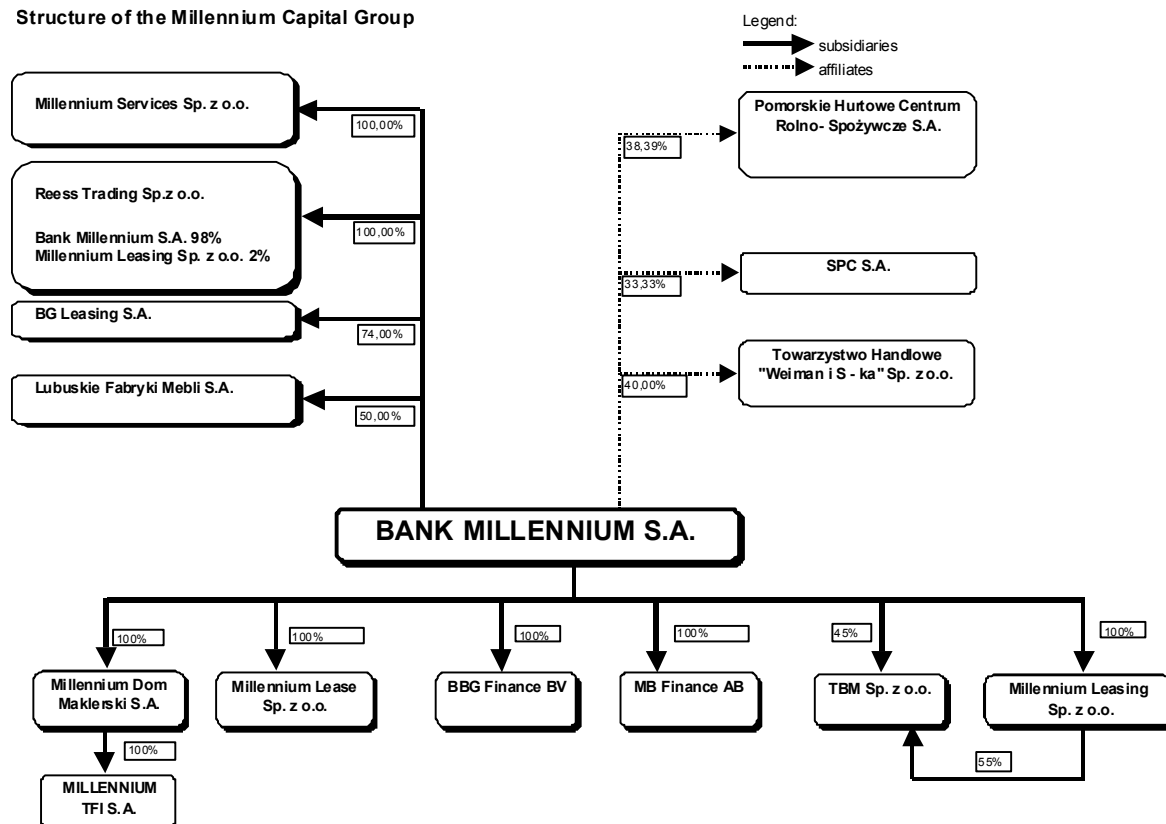 Structure of the Millennium Capital Group
Legend:
subsidiaries
affiliates
Millennium Services Sp. z o.o.
100,00%
Reess Trading Sp.z o.o.
Bank Millennium S.A. 98%
Millennium Leasing Sp. z o.o. 2%
100,00%
BG Leasing S.A.
74,00%
Lubuskie Fabryki Mebli S.A.
50,00%
Pomorskie Hurtowe Centrum
Rolno- Spożywcze S.A.
38,39%
SPC S.A.
33,33%
Towarzystwo Handlowe
"Weiman i S - ka" Sp. z o.o.
40,00%
BANK MILLENNIUM S.A.
100%
100%
100%
100%
45%
100%
Millennium Dom
Maklerski S.A.
Millennium Lease
Sp. z o.o.
BBG Finance BV
MB Finance AB
TBM Sp. z o.o.
Millennium Leasing
Sp. z o.o.
100%
55%
MILLENNIUM
TFI S.A.